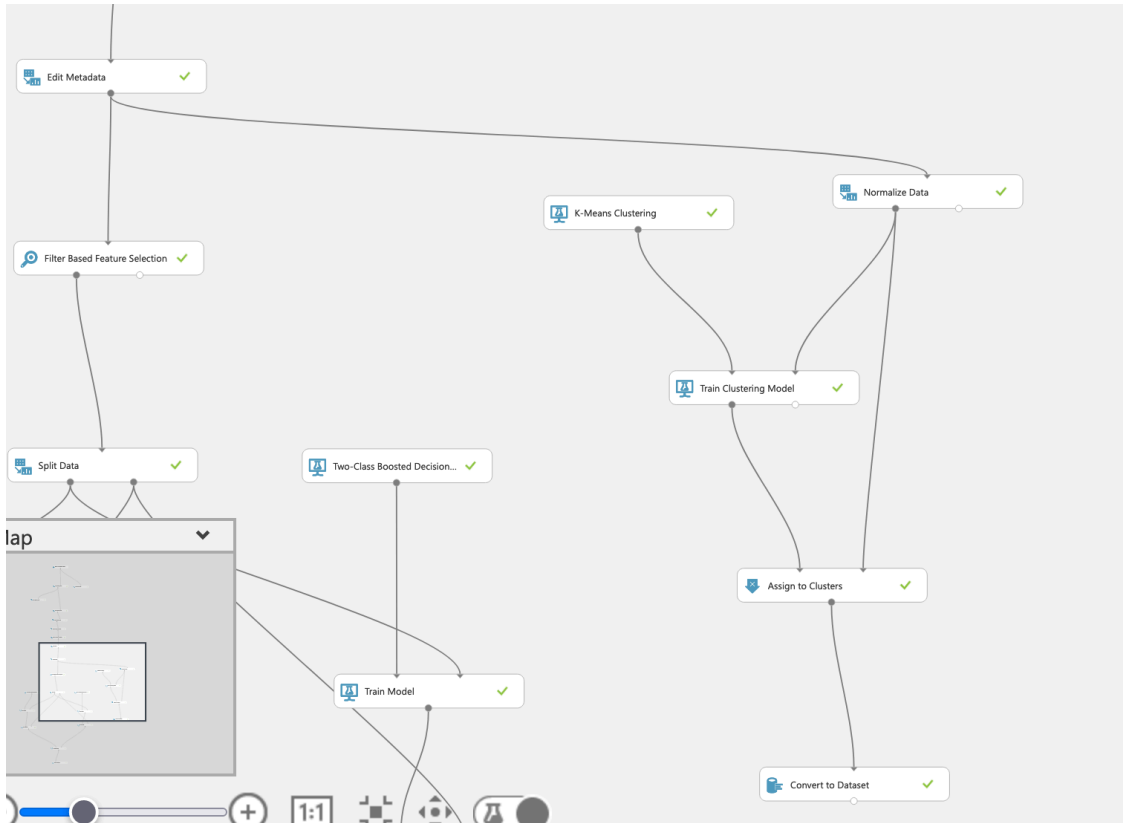 Edit Metadata
Normalize Data
K-Means Clustering
Filter Based Feature Selection
Train Clustering Model
Split Data
Two-Class Boosted Decision...
Map
Assign to Clusters
Train Model
Convert to Dataset
1:1